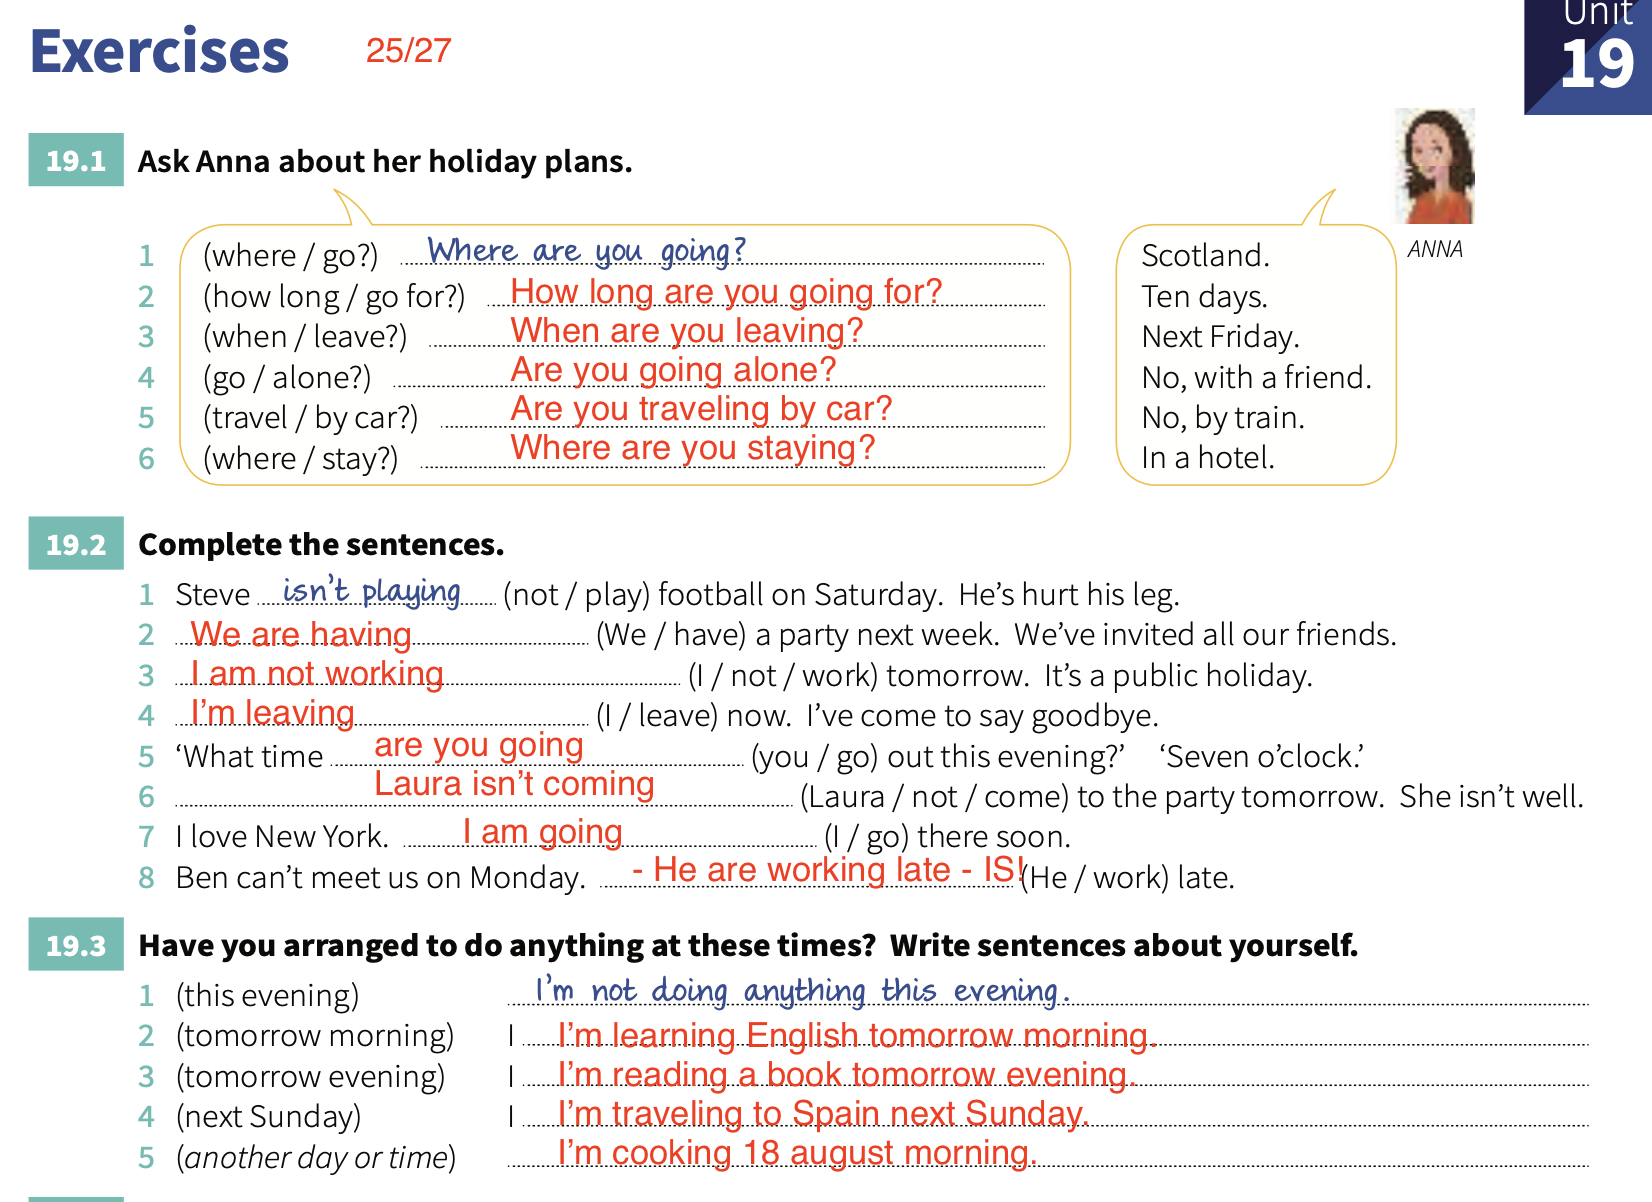 Unit
Exercises 25/27
19
19.1 Ask Anna about her holiday plans.
ANNA
1 (where / go?) Where are you going? Scotland.
2 (how long / go for?) How long are you going for? Ten days.
3 (when / leave?) When are you leaving? Next Friday.
4 (go / alone?) Are you going alone? No, with a friend.
5 (travel / by car?) Are you traveling by car? No, by train.
6 (where / stay?) Where are you staying? In a hotel.
19.2 Complete the sentences.
1 Steve isn't playing (not / play) football on Saturday. He's hurt his leg.
2 We are having (We / have) a party next week. We've invited all our friends.
3 I am not working (I / not / work) tomorrow. It's a public holiday.
4 I'm leaving (I / leave) now. I've come to say goodbye.
5 ‘What time are you going (you / go) out this evening?’ ‘Seven o'clock.’
6 Laura isn't coming (Laura / not / come) to the party tomorrow. She isn't well.
7 I love New York. I am going (I / go) there soon.
8 Ben can't meet us on Monday. - He are working late - IS! (He / work) late.
19.3 Have you arranged to do anything at these times? Write sentences about yourself.
1 (this evening) I'm not doing anything this evening.
2 (tomorrow morning) I I'm learning English tomorrow morning.
3 (tomorrow evening) I I'm reading a book tomorrow evening.
4 (next Sunday) I I'm traveling to Spain next Sunday.
5 (another day or time) I'm cooking 18 august morning.